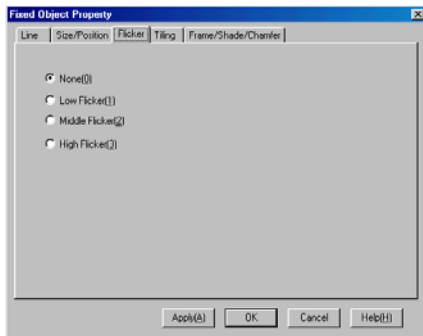 Fixed Object Property
Line Size/Position Flicker Tiling Frame/Shade/Chamfer
None(0)
Low Flicker(1)
Middle Flicker(2)
High Flicker(3)
Apply(A) OK Cancel Help(H)